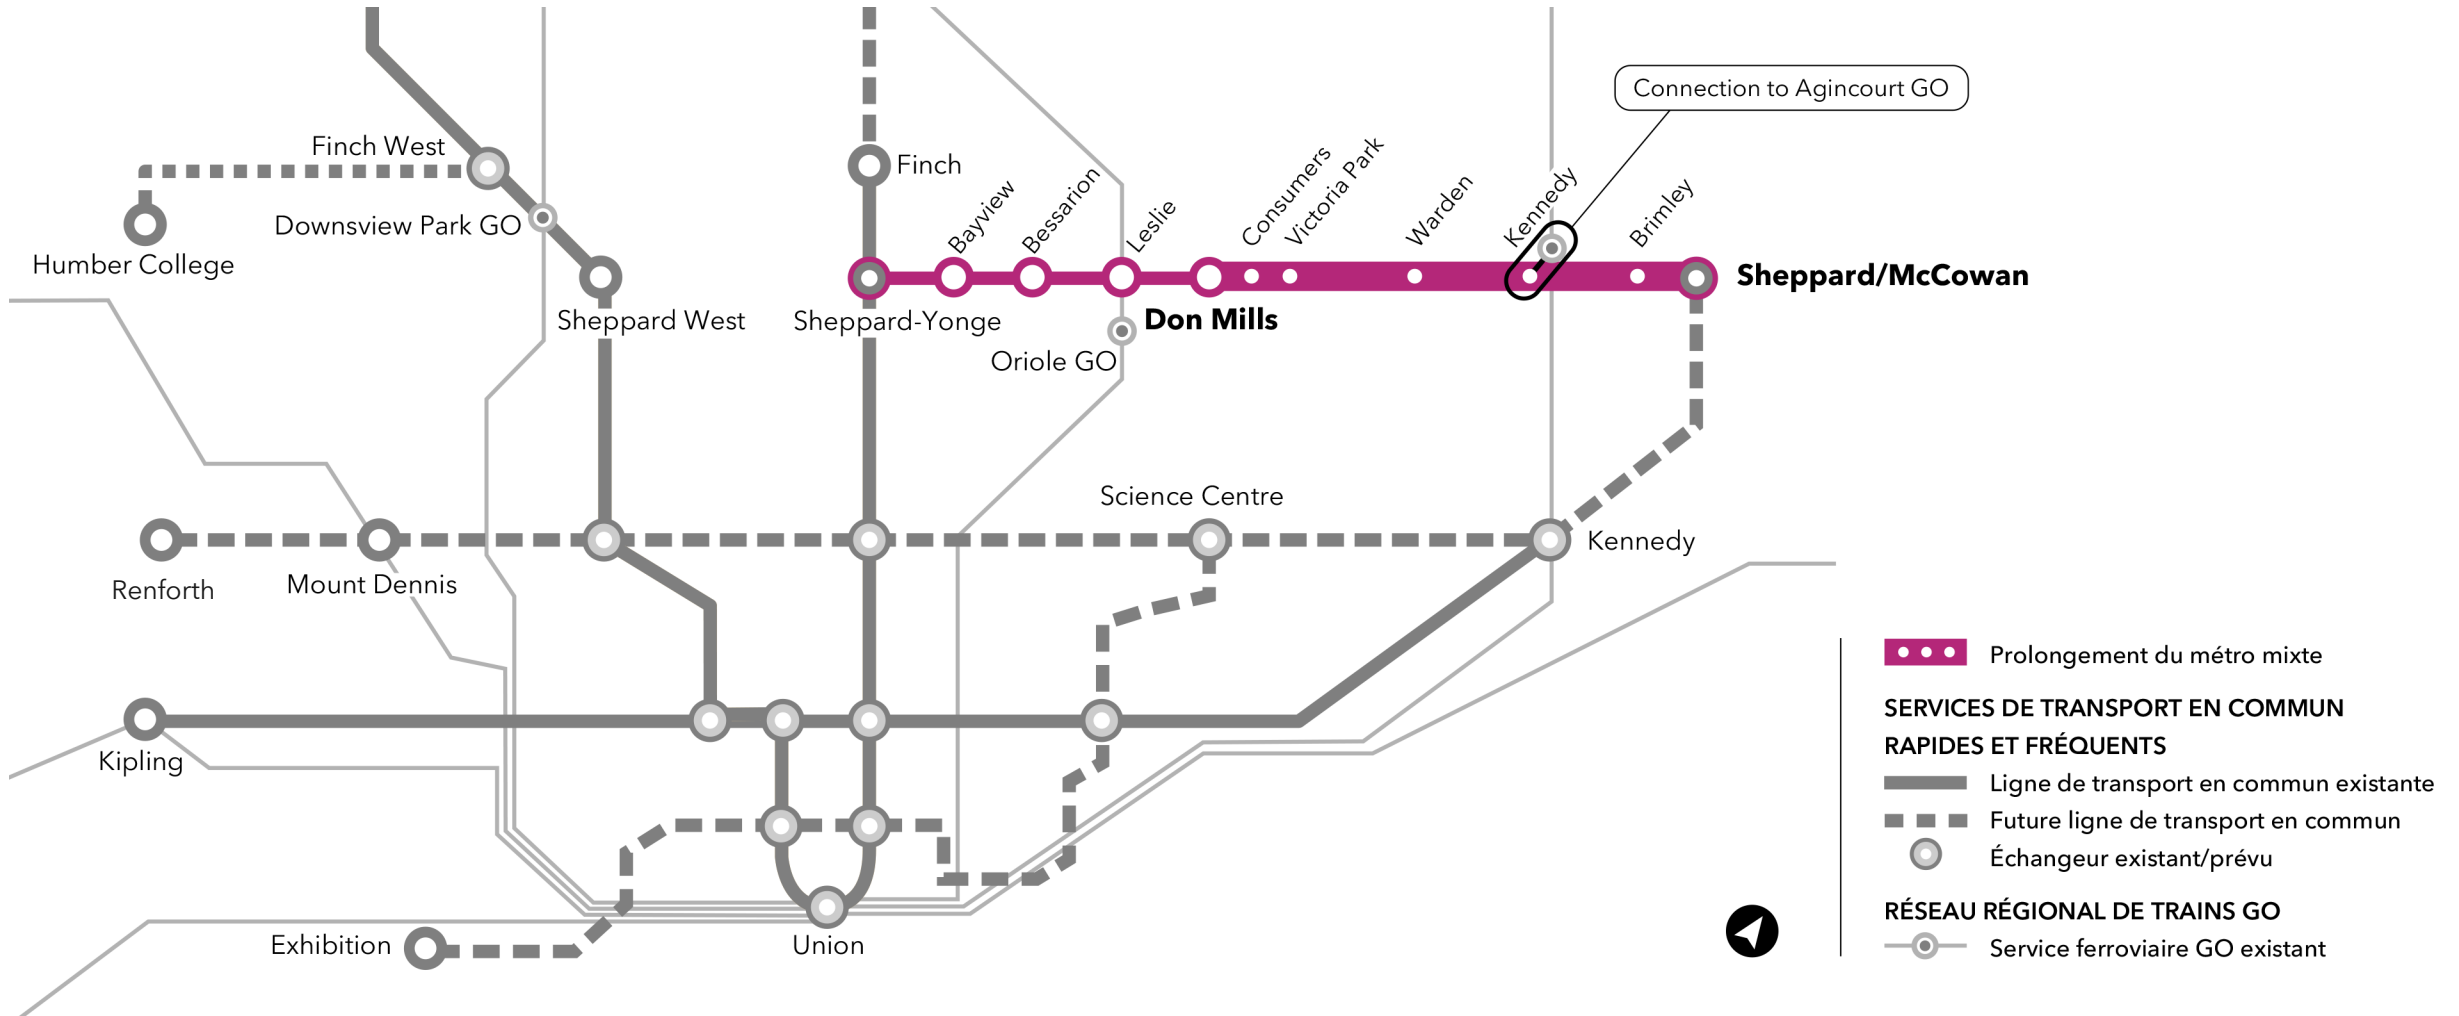 Connection to Agincourt GO
Finch West
Finch
Humber College
Downsview Park GO
Bayview
Bessarion
Leslie
Consumers
Victoria Park
Warden
Kennedy
Brimley
Sheppard/McCowan
Sheppard West
Sheppard-Yonge
Don Mills
Oriole GO
Science Centre
Kennedy
Renforth
Mount Dennis
Kipling
Exhibition
Union
Prolongement du métro mixte
SERVICES DE TRANSPORT EN COMMUN
RAPIDES ET FRÉQUENTS
Ligne de transport en commun existante
Future ligne de transport en commun
Échangeur existant/prévu
RÉSEAU RÉGIONAL DE TRAINS GO
Service ferroviaire GO existant